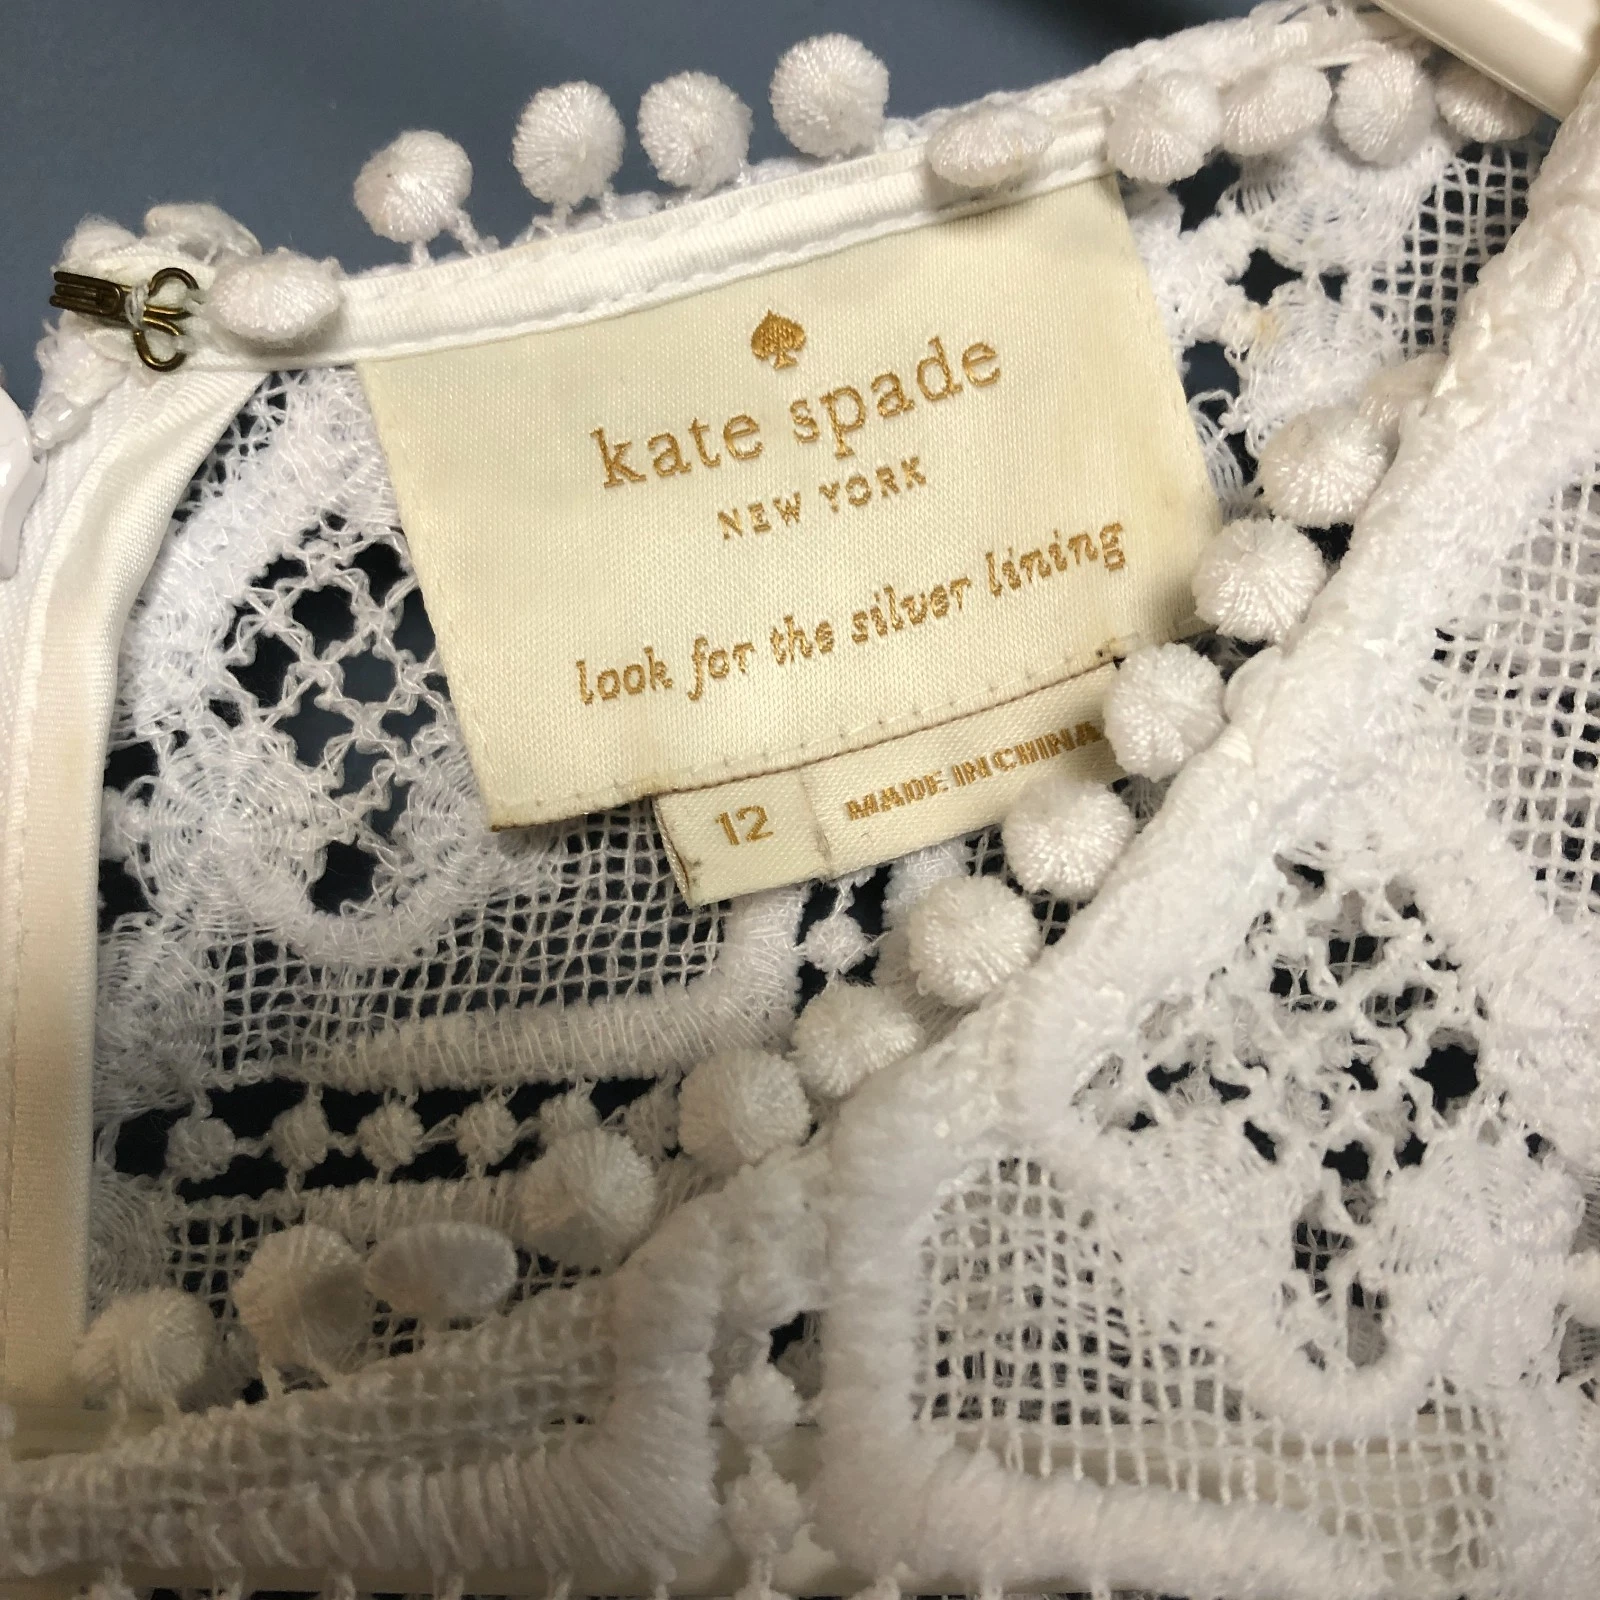 kate spade
NEW YORK
look for the silver lining
12
MADE IN CHINA